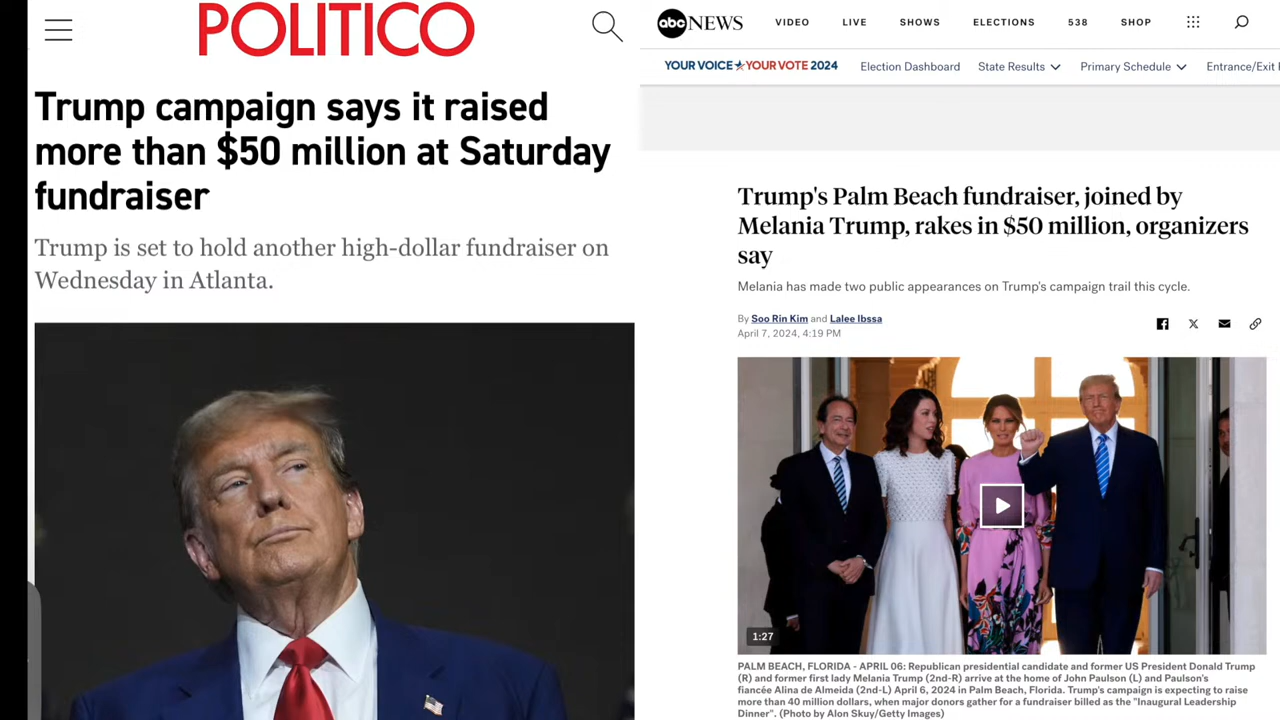 POLITICO
Trump campaign says it raised
more than $50 million at Saturday
fundraiser
Trump is set to hold another high-dollar fundraiser on
Wednesday in Atlanta.
abc NEWS
VIDEO
LIVE
SHOWS
ELECTIONS
538
SHOP
YOUR VOICE YOUR VOTE 2024
Election Dashboard
State Results
Primary Schedule
Entrance/Exit
Trump's Palm Beach fundraiser, joined by
Melania Trump, rakes in $50 million, organizers
say
Melania has made two public appearances on Trump's campaign trail this cycle.
By Soo Rin Kim and Lalee Ibssa
April 7, 2024, 4:19 PM
1:27
PALM BEACH, FLORIDA - APRIL 06: Republican presidential candidate and former US President Donald Trump
(R) and former first lady Melania Trump (2nd-R) arrive at the home of John Paulson (L) and Paulson's
fiancée Alina de Almeida (2nd-L) April 6, 2024 in Palm Beach, Florida. Trump's campaign is expecting to raise
more than 40 million dollars, when major donors gather for a fundraiser billed as the "Inaugural Leadership
Dinner". (Photo by Alon Skuy/Getty Images)